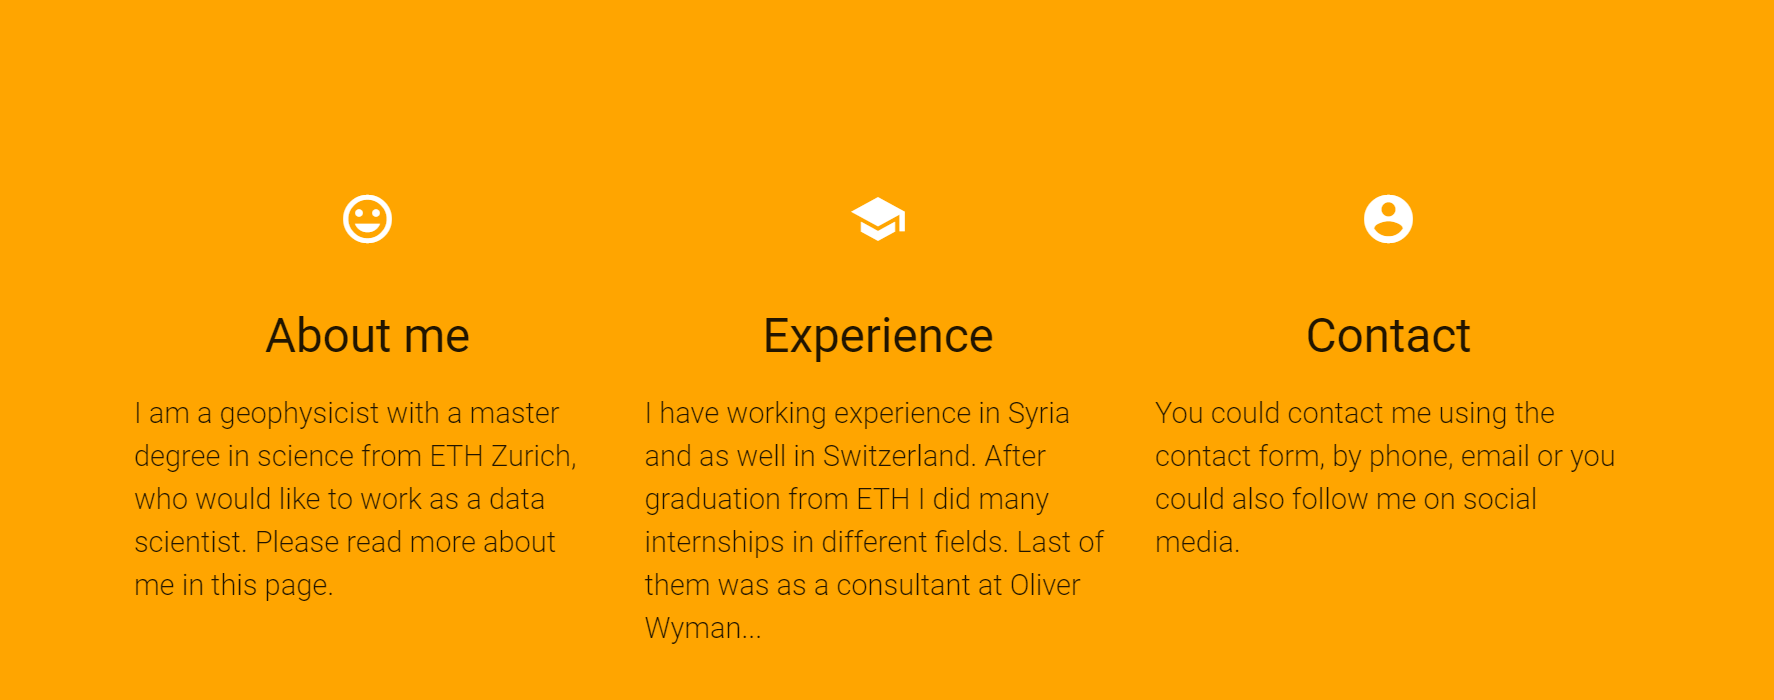 About me
I am a geophysicist with a master
degree in science from ETH Zurich,
who would like to work as a data
scientist. Please read more about
me in this page.
Experience
I have working experience in Syria
and as well in Switzerland. After
graduation from ETH I did many
internships in different fields. Last of
them was as a consultant at Oliver
Wyman...
Contact
You could contact me using the
contact form, by phone, email or you
could also follow me on social
media.